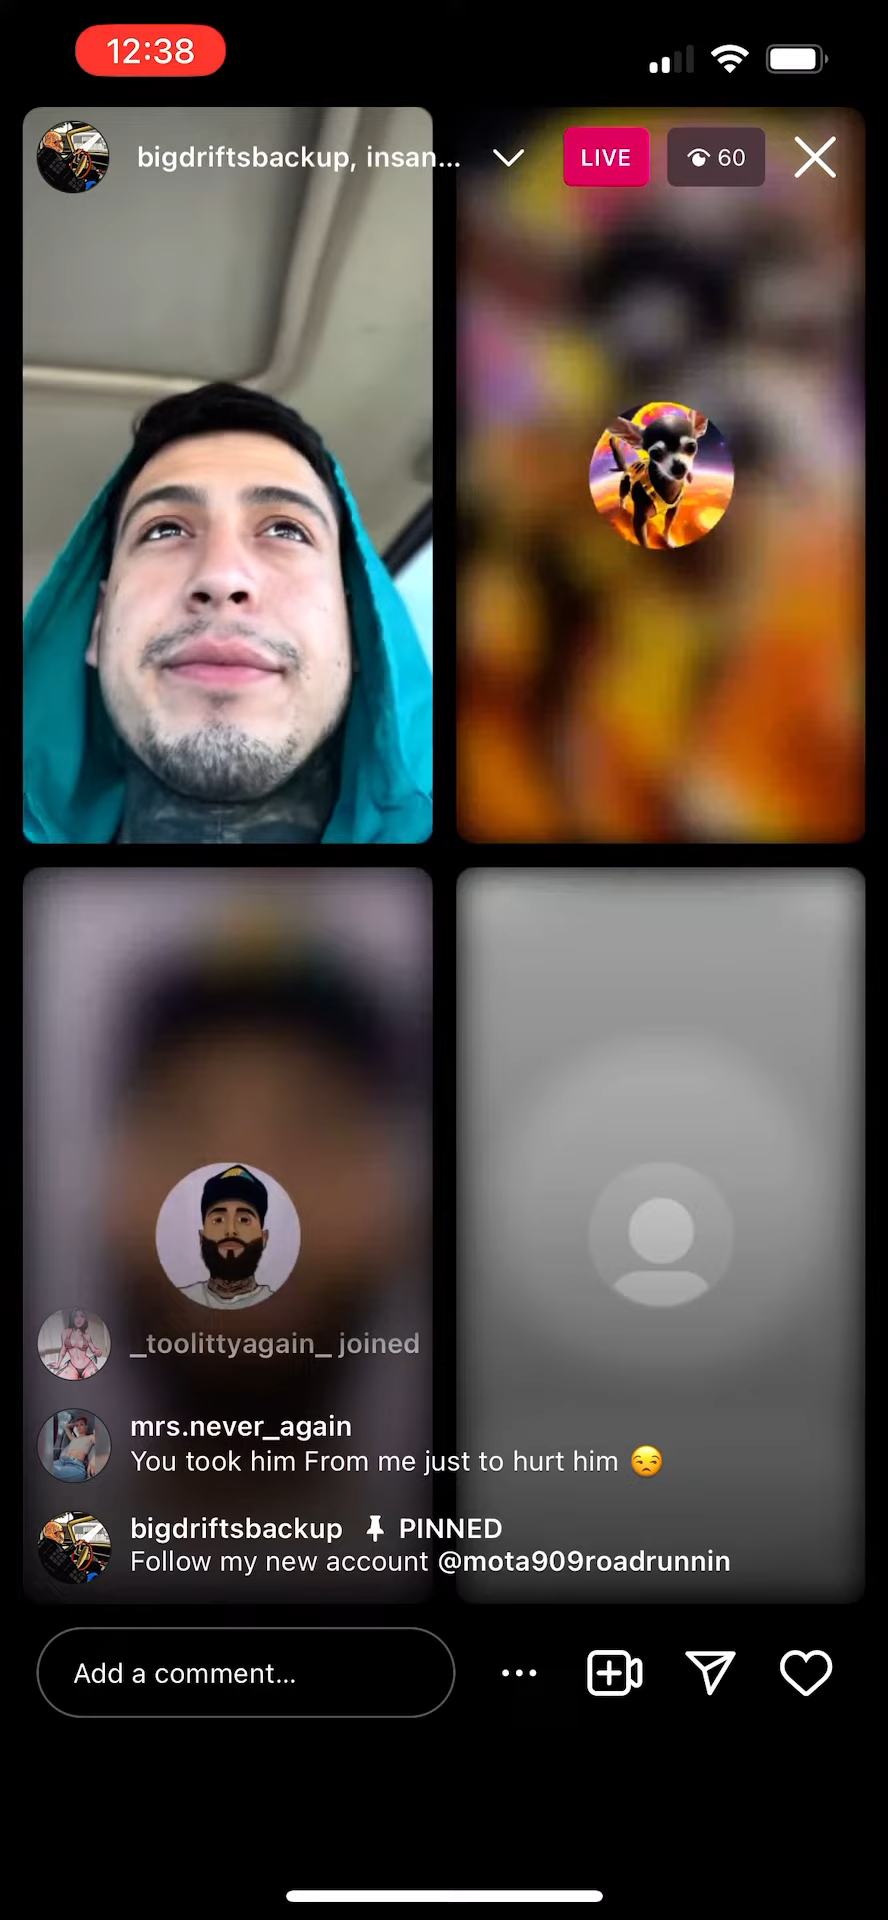 12:38
bigdriftsbackup, insan...
LIVE
60
_toolittyagain_ joined
mrs.never_again
You took him From me just to hurt him 😒
bigdriftsbackup PINNED
Follow my new account @mota909roadrunnin
Add a comment...